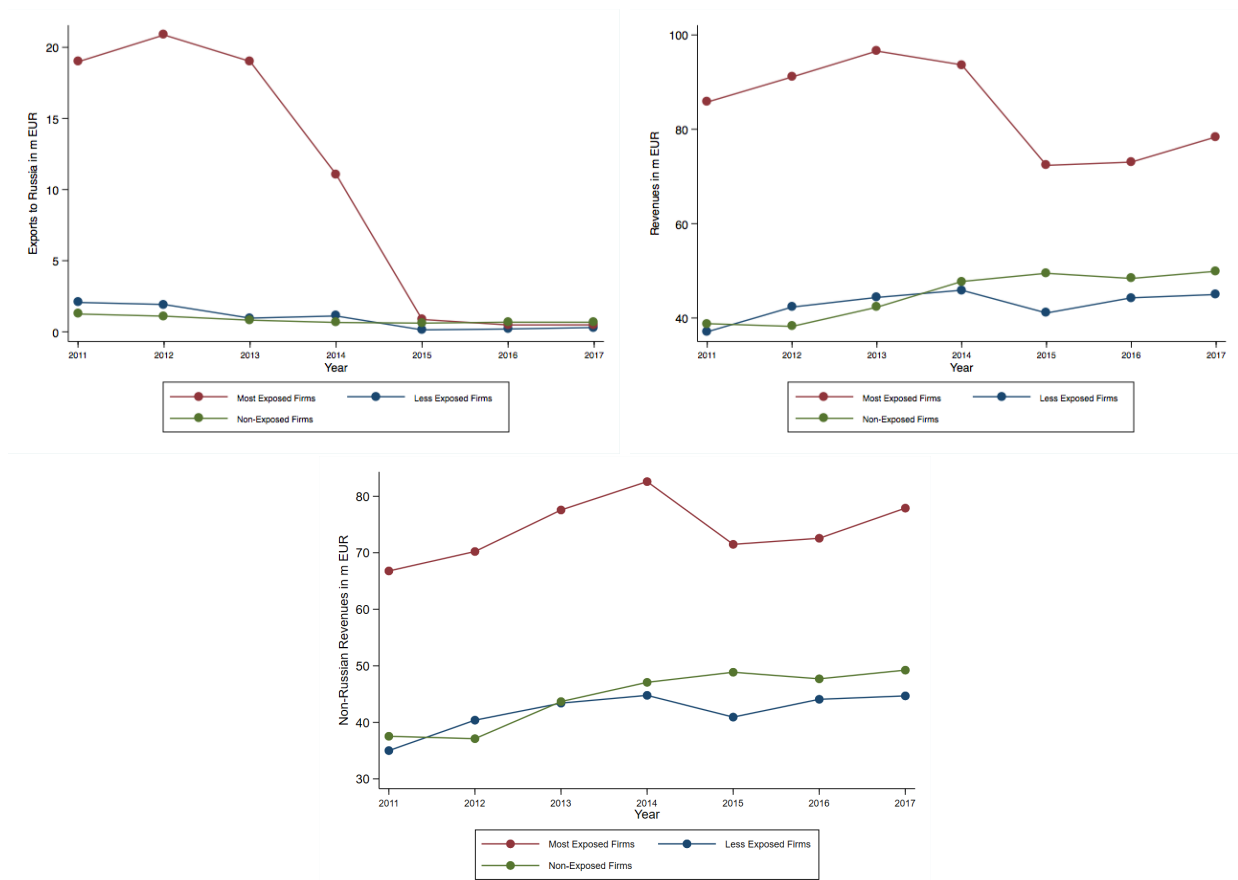 Exports to Russia in m EUR
20
15
10
5
0
2011 2012 2013 2014 2015 2016 2017
Year
Most Exposed Firms Less Exposed Firms
Non-Exposed Firms
Revenues in m EUR
100
80
60
40
2011 2012 2013 2014 2015 2016 2017
Year
Most Exposed Firms Less Exposed Firms
Non-Exposed Firms
Non-Russian Revenues in m EUR
80
70
60
50
40
30
2011 2012 2013 2014 2015 2016 2017
Year
Most Exposed Firms Less Exposed Firms
Non-Exposed Firms